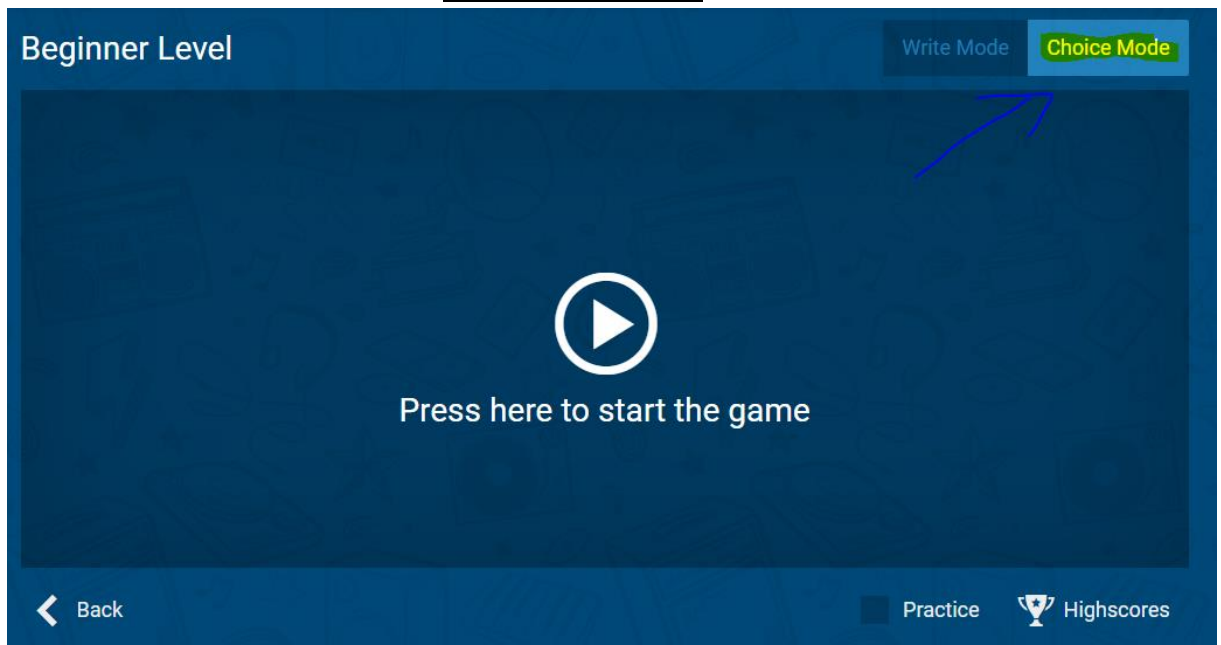 Beginner Level
Write Mode
Choice Mode
Press here to start the game
Back
Practice
Highscores